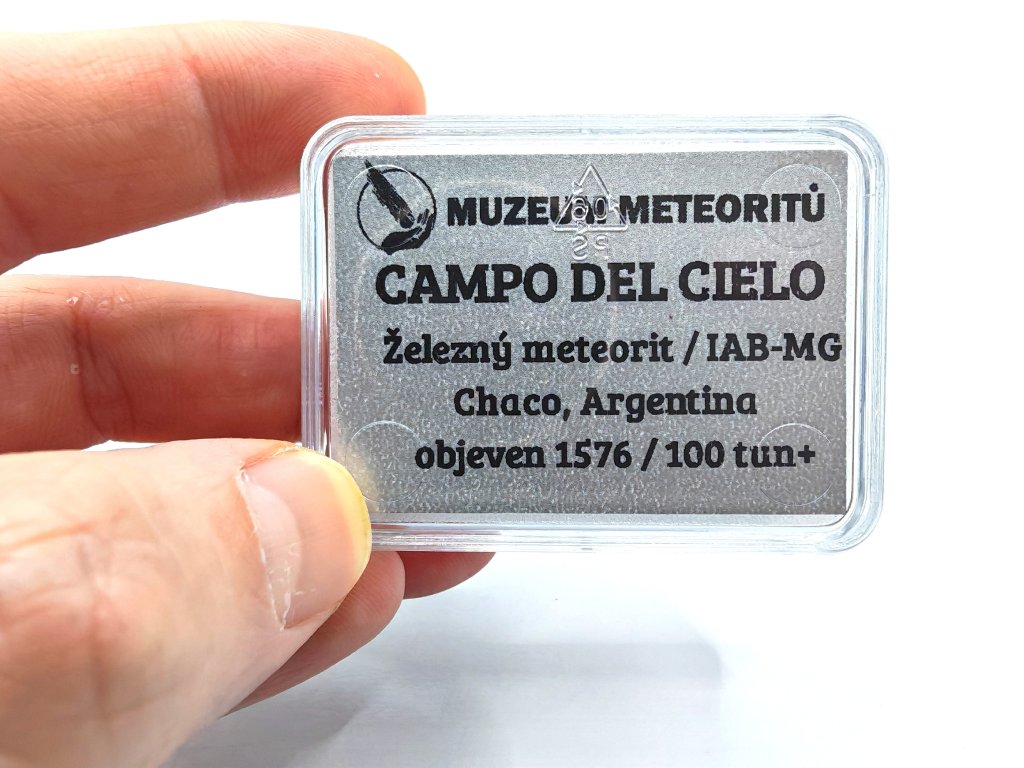 MUZEUM METEORITŮ
CAMPO DEL CIELO
Železný meteorit / IAB-MG
Chaco, Argentina
objeven 1576 / 100 tun+